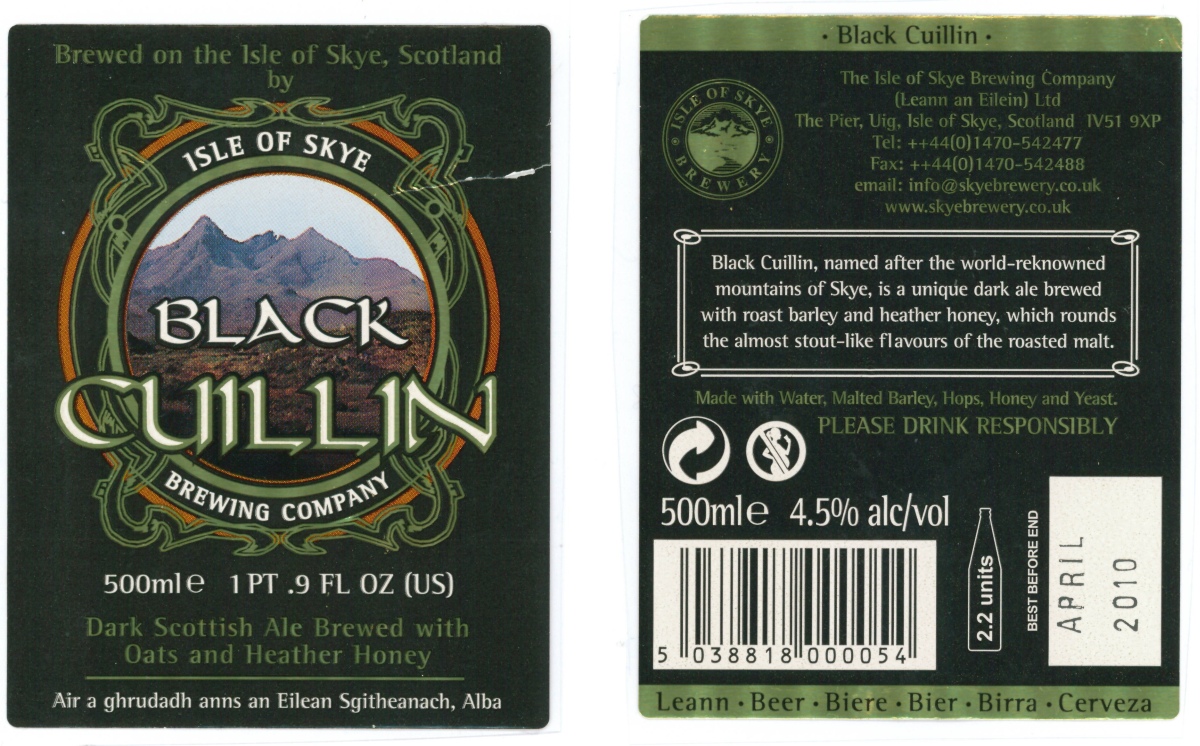 Brewed on the Isle of Skye, Scotland
by
ISLE OF SKYE
BLACK
CUILLIN
BREWING COMPANY
500ml e 1 PT .9 FL OZ (US)
Dark Scottish Ale Brewed with
Oats and Heather Honey
Air a ghrudadh anns an Eilean Sgitheanach, Alba
· Black Cuillin ·
ISLE OF SKYE
BREWERY
The Isle of Skye Brewing Company
(Leann an Eilein) Ltd
The Pier, Uig, Isle of Skye, Scotland IV51 9XP
Tel: ++44(0)1470-542477
Fax: ++44(0)1470-542488
email: info@skyebrewery.co.uk
www.skyebrewery.co.uk
Black Cuillin, named after the world-reknowned
mountains of Skye, is a unique dark ale brewed
with roast barley and heather honey, which rounds
the almost stout-like flavours of the roasted malt.
Made with Water, Malted Barley, Hops, Honey and Yeast.
PLEASE DRINK RESPONSIBLY
500ml e 4.5% alc/vol
5 038818 000054
2.2 units
BEST BEFORE END
APRIL
2010
Leann · Beer · Biere · Bier · Birra · Cerveza